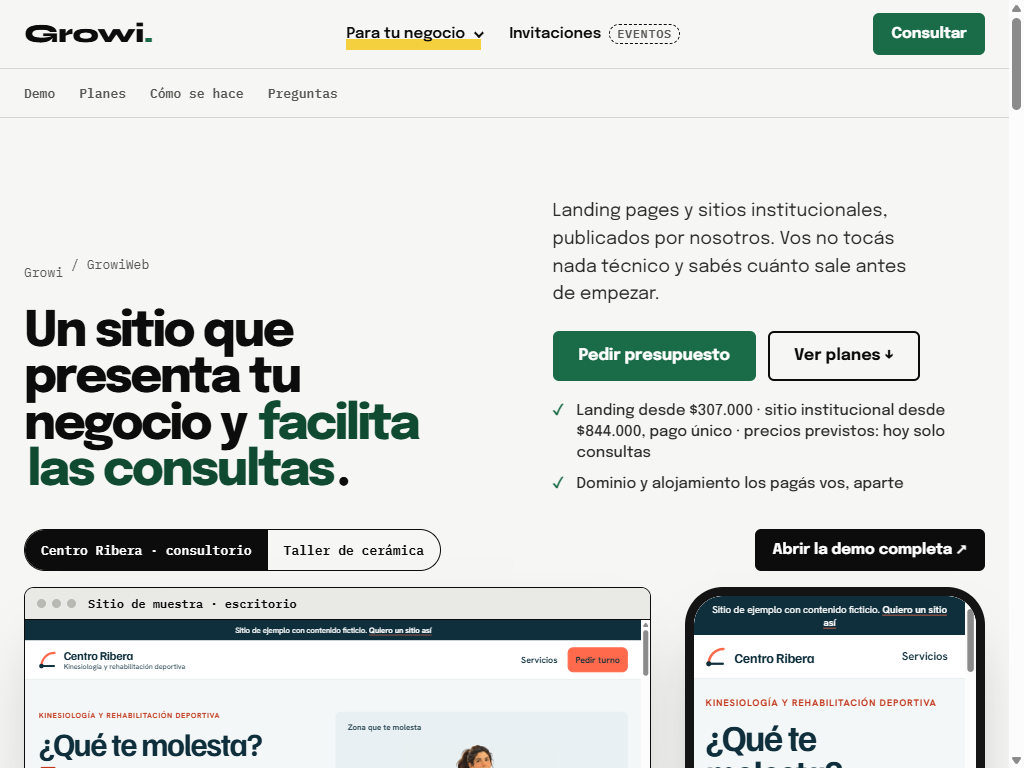 Growi.
Para tu negocio
Invitaciones EVENTOS
Consultar
Demo Planes Cómo se hace Preguntas
Growi / GrowiWeb
Un sitio que
presenta tu
negocio y facilita
las consultas.
Landing pages y sitios institucionales,
publicados por nosotros. Vos no tocás
nada técnico y sabés cuánto sale antes
de empezar.
Pedir presupuesto
Ver planes ↓
✓ Landing desde $307.000 · sitio institucional desde
$844.000, pago único · precios previstos: hoy solo
consultas
✓ Dominio y alojamiento los pagás vos, aparte
Centro Ribera · consultorio
Taller de cerámica
Abrir la demo completa ↗
Sitio de muestra · escritorio
Sitio de ejemplo con contenido ficticio. Quiero un sitio así
Centro Ribera
Kinesiología y rehabilitación deportiva
Servicios
Pedir turno
KINESIOLOGÍA Y REHABILITACIÓN DEPORTIVA
¿Qué te molesta?
Zona que te molesta
Sitio de ejemplo con contenido ficticio. Quiero un sitio
así
Centro Ribera
Servicios
KINESIOLOGÍA Y REHABILITACIÓN DEPORTIVA
¿Qué te
molesta?